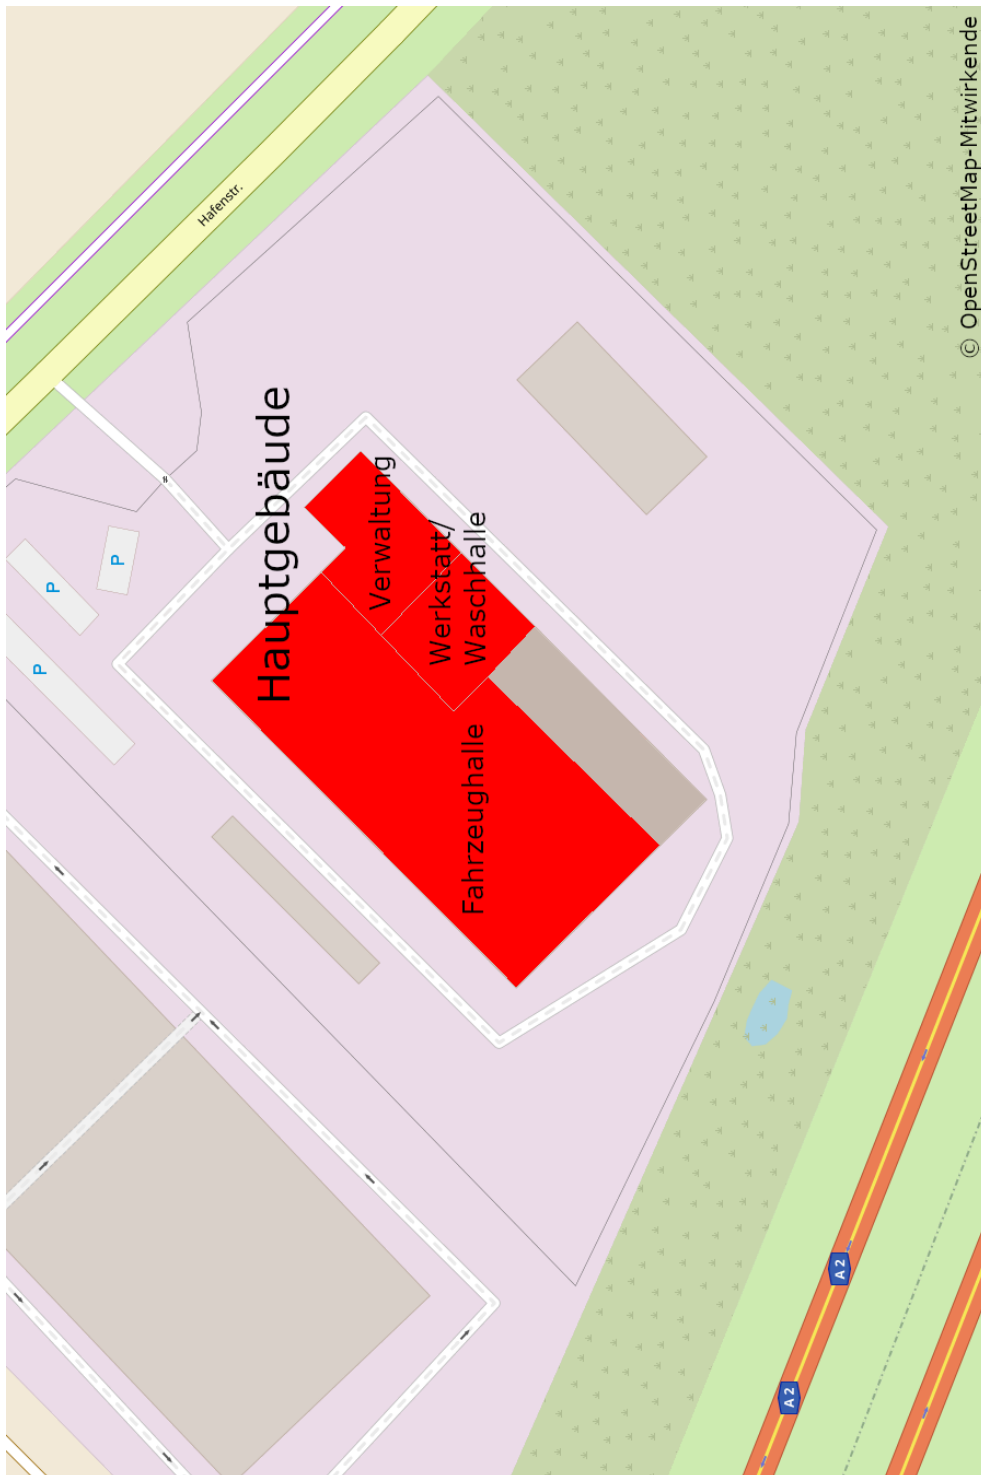 Hafenstr.
Hauptgebäude
Verwaltung
Werkstatt/
Waschhalle
Fahrzeughalle
P
P
P
A 2
A 2
© OpenStreetMap-Mitwirkende